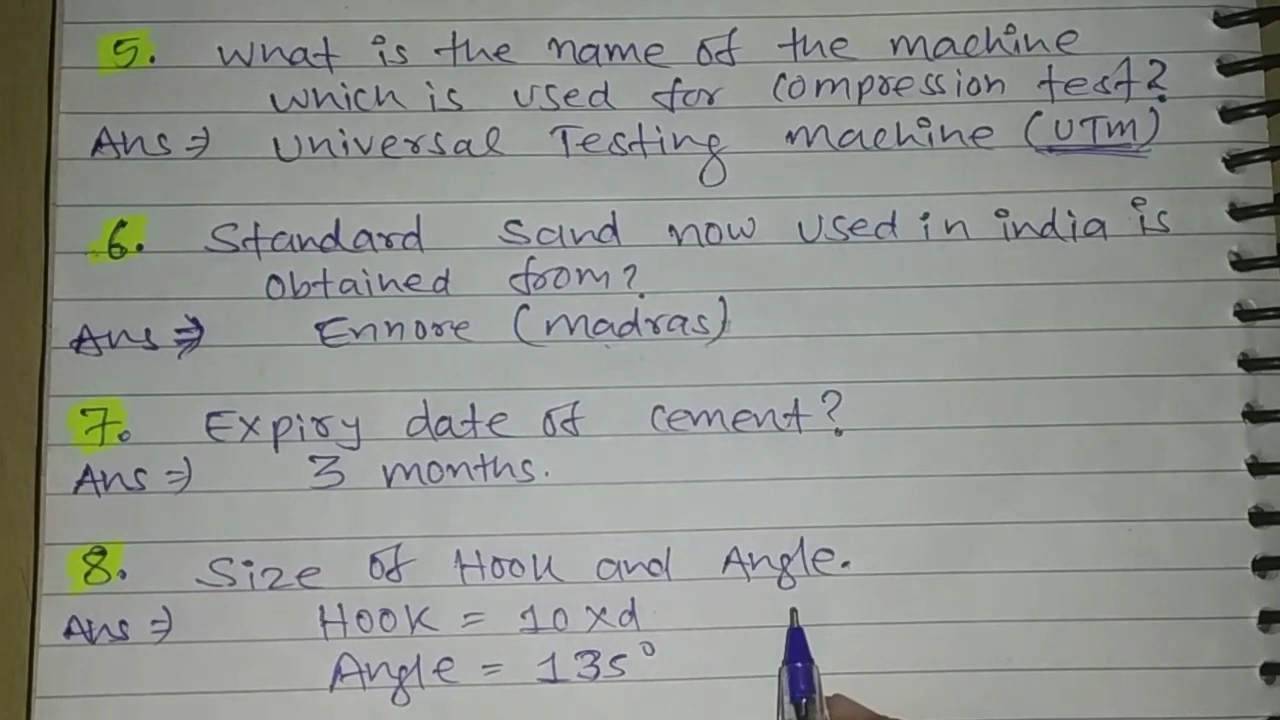 5. What is the name of the machine
which is used for compression test?
Ans ⇒ Universal Testing machine (UTM)
6. Standard sand now used in india is
obtained from?
Ans ⇒ Ennore (madras)
7. Expiry date of cement?
Ans ⇒ 3 months.
8. Size of Hook and Angle.
Ans ⇒ Hook = 10xd
Angle = 135°